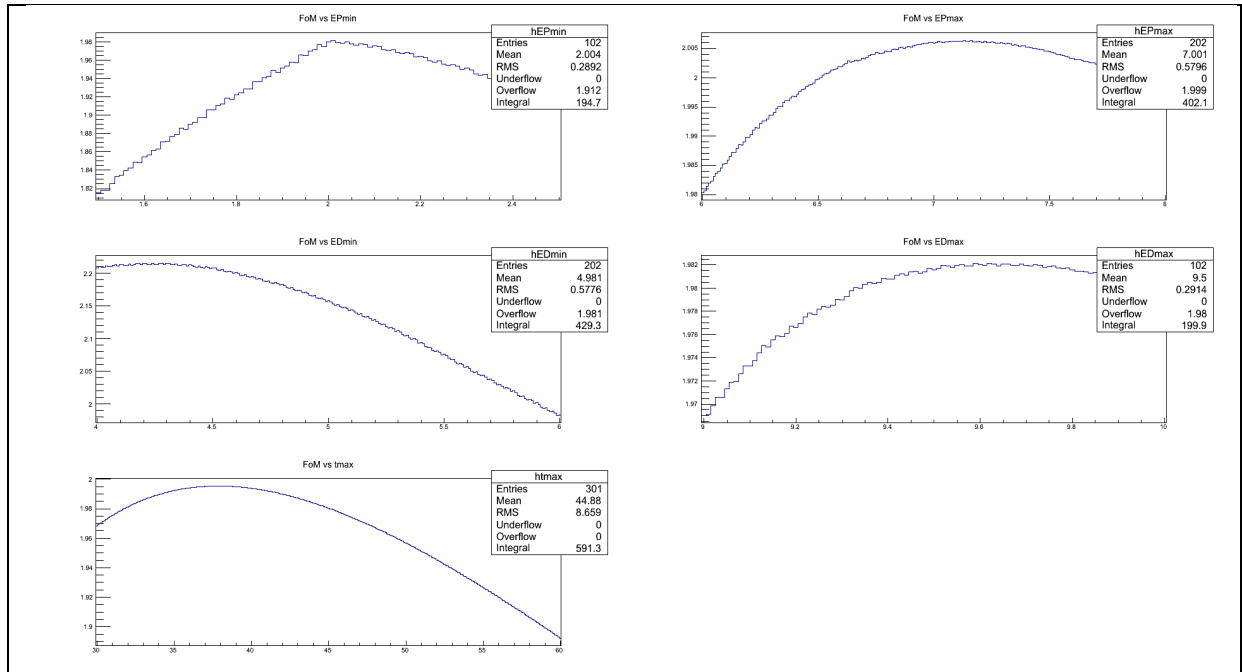 FoM vs EPmin
hEPmin
Entries 102
Mean 2.004
RMS 0.2892
Underflow 0
Overflow 1.912
Integral 194.7
1.98
1.96
1.94
1.92
1.9
1.88
1.86
1.84
1.82
1.6 1.8 2 2.2 2.4
FoM vs EPmax
hEPmax
Entries 202
Mean 7.001
RMS 0.5796
Underflow 0
Overflow 1.999
Integral 402.1
2.005
2
1.995
1.99
1.985
1.98
6 6.5 7 7.5 8
FoM vs EDmin
hEDmin
Entries 202
Mean 4.981
RMS 0.5776
Underflow 0
Overflow 1.981
Integral 429.3
2.2
2.15
2.1
2.05
2
4 4.5 5 5.5 6
FoM vs EDmax
hEDmax
Entries 102
Mean 9.5
RMS 0.2914
Underflow 0
Overflow 1.98
Integral 199.9
1.982
1.98
1.978
1.976
1.974
1.972
1.97
9 9.2 9.4 9.6 9.8 10
FoM vs tmax
htmax
Entries 301
Mean 44.88
RMS 8.659
Underflow 0
Overflow 0
Integral 591.3
2
1.98
1.96
1.94
1.92
1.9
30 35 40 45 50 55 60